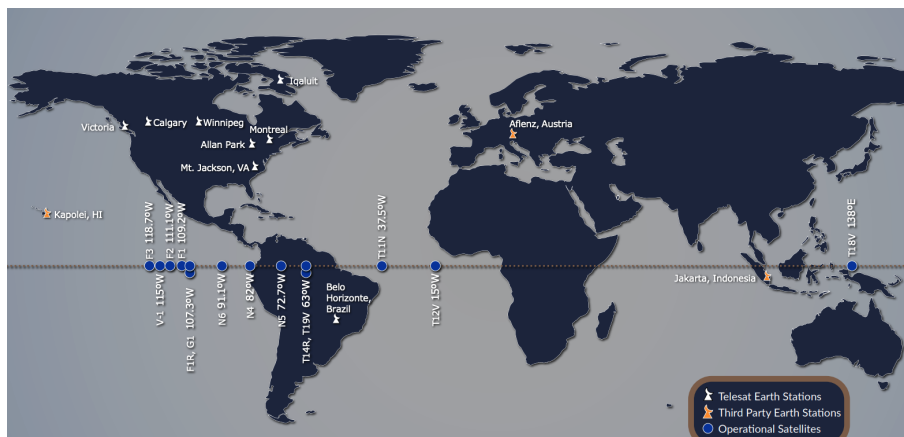 Iqaluit
Victoria
Calgary
Winnipeg
Montreal
Allan Park
Mt. Jackson, VA
Aflenz, Austria
Kapolei, HI
F3 118.7ºW
V-1 115ºW
F2 111.1ºW
F1 109.2ºW
F1R, G1 107.3ºW
N6 91.1ºW
N4 82ºW
N5 72.7ºW
T14R, T19V 63ºW
T11N 37.5ºW
T12V 15ºW
T18V 138ºE
Jakarta, Indonesia
Belo
Horizonte,
Brazil
Telesat Earth Stations
Third Party Earth Stations
Operational Satellites